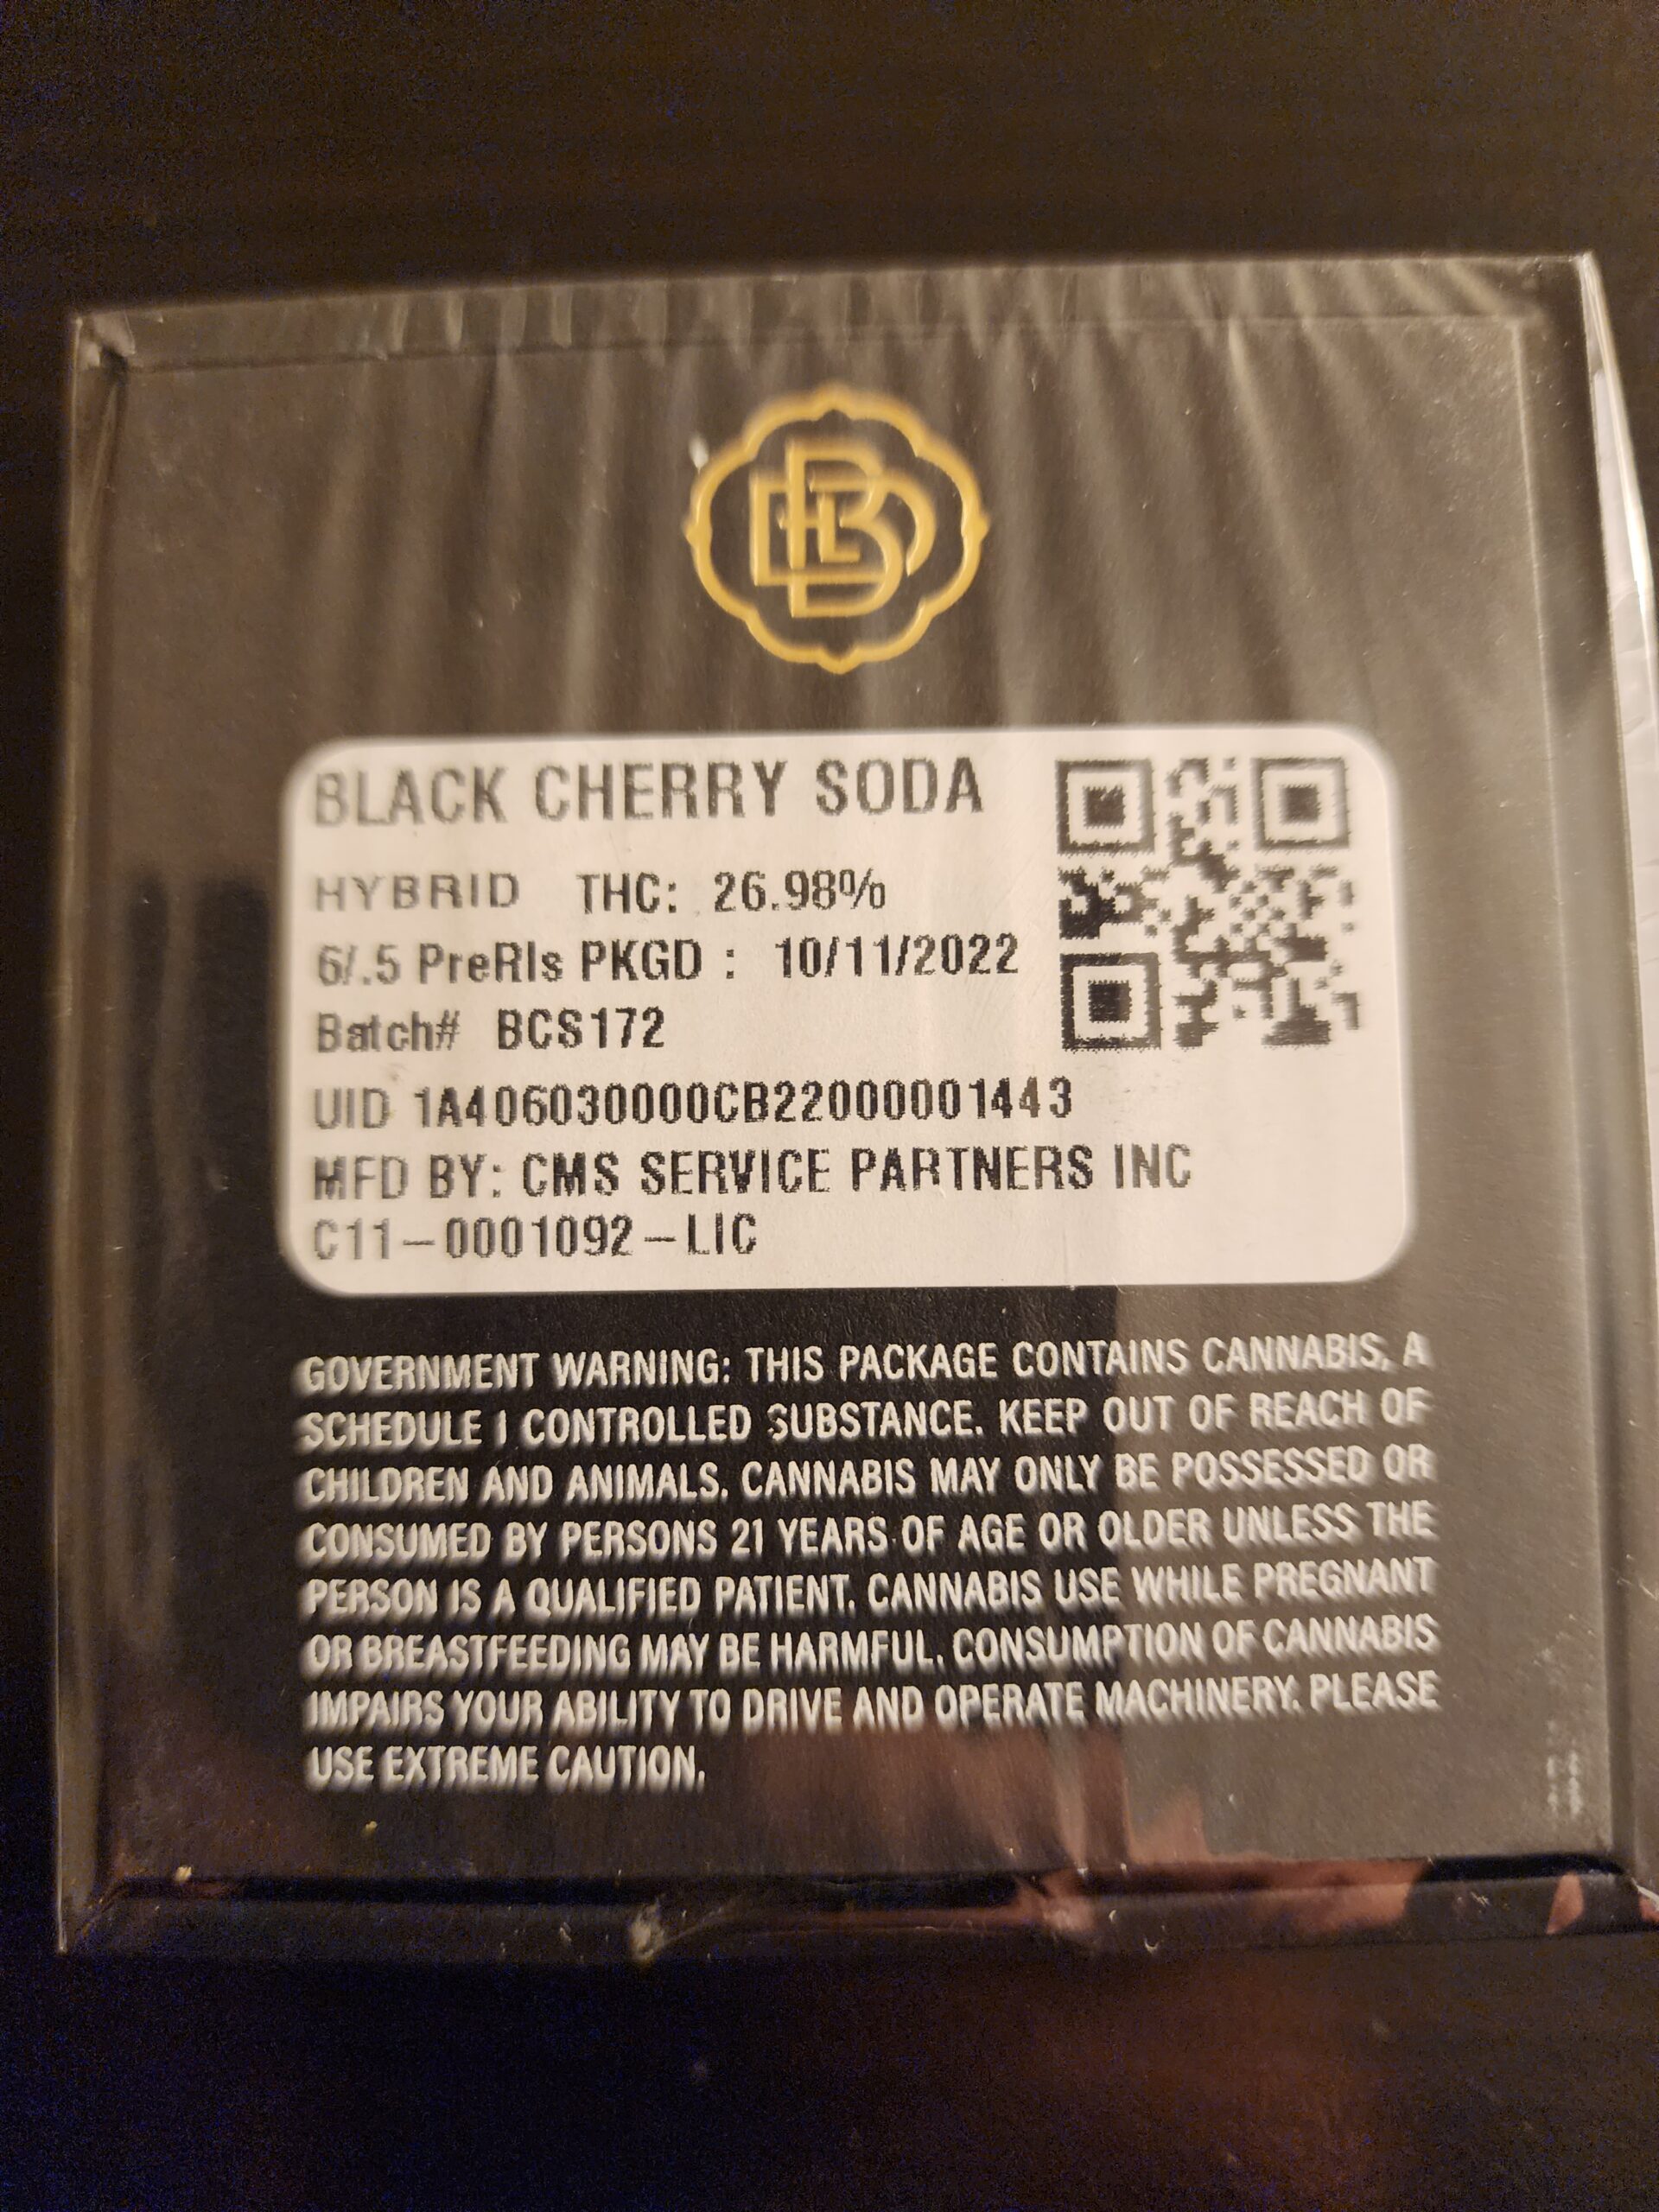 BLACK CHERRY SODA
HYBRID THC: 26.98%
6/.5 PreRls PKGD : 10/11/2022
Batch# BCS172
UID 1A406030000CB22000001443
MFD BY: CMS SERVICE PARTNERS INC
C11-0001092-LIC
GOVERNMENT WARNING: THIS PACKAGE CONTAINS CANNABIS, A
SCHEDULE I CONTROLLED SUBSTANCE. KEEP OUT OF REACH OF
CHILDREN AND ANIMALS. CANNABIS MAY ONLY BE POSSESSED OR
CONSUMED BY PERSONS 21 YEARS OF AGE OR OLDER UNLESS THE
PERSON IS A QUALIFIED PATIENT. CANNABIS USE WHILE PREGNANT
OR BREASTFEEDING MAY BE HARMFUL. CONSUMPTION OF CANNABIS
IMPAIRS YOUR ABILITY TO DRIVE AND OPERATE MACHINERY. PLEASE
USE EXTREME CAUTION.